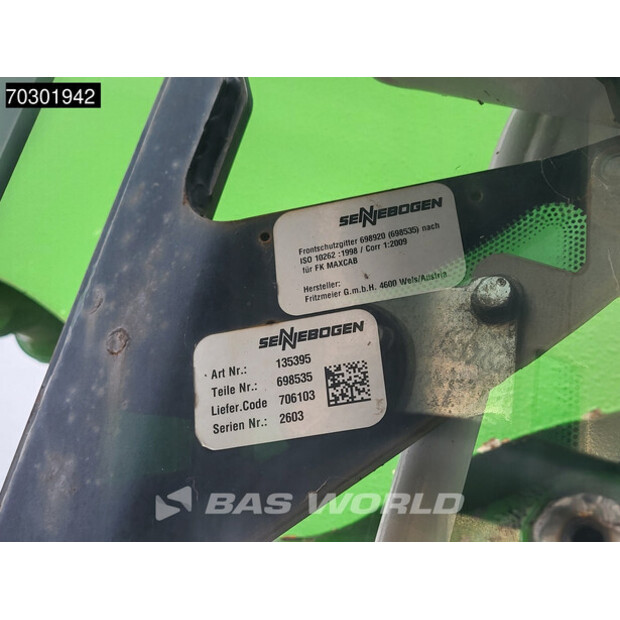 70301942
SENNEBOGEN
Frontschutzgitter 698920 (698535) nach
ISO 10262 :1998 / Corr 1:2009
für FK MAXCAB
Hersteller:
Fritzmeier G.m.b.H. 4600 Wels/Austria
SENNEBOGEN
Art Nr.: 135395
Teile Nr.: 698535
Liefer.Code 706103
Serien Nr.: 2603
BAS WORLD